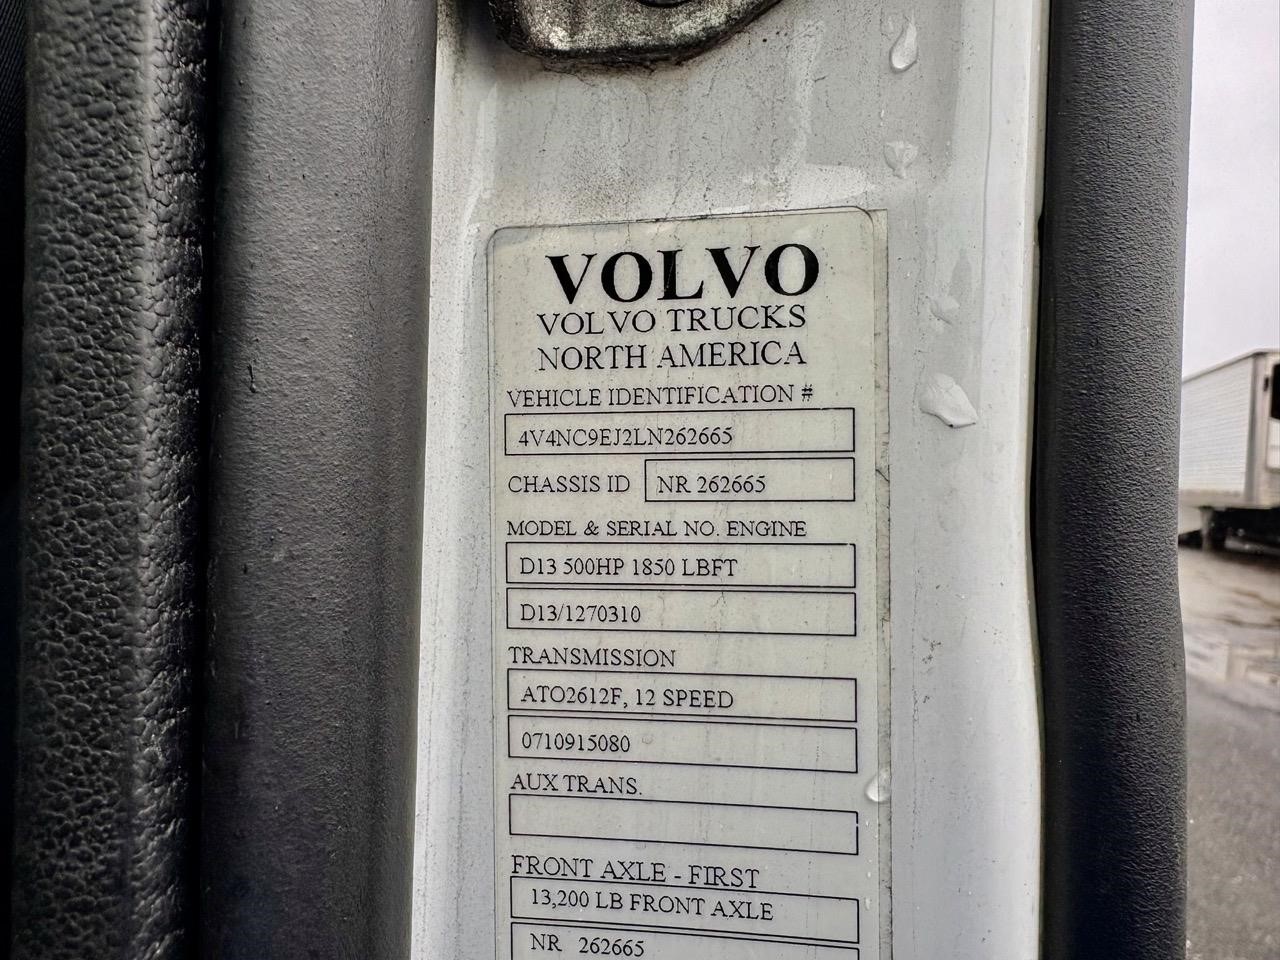 VOLVO
VOLVO TRUCKS
NORTH AMERICA
VEHICLE IDENTIFICATION #
4V4NC9EJ2LN262665
CHASSIS ID NR 262665
MODEL & SERIAL NO. ENGINE
D13 500HP 1850 LBFT
D13/1270310
TRANSMISSION
ATO2612F, 12 SPEED
0710915080
AUX TRANS.
FRONT AXLE - FIRST
13,200 LB FRONT AXLE
NR 262665